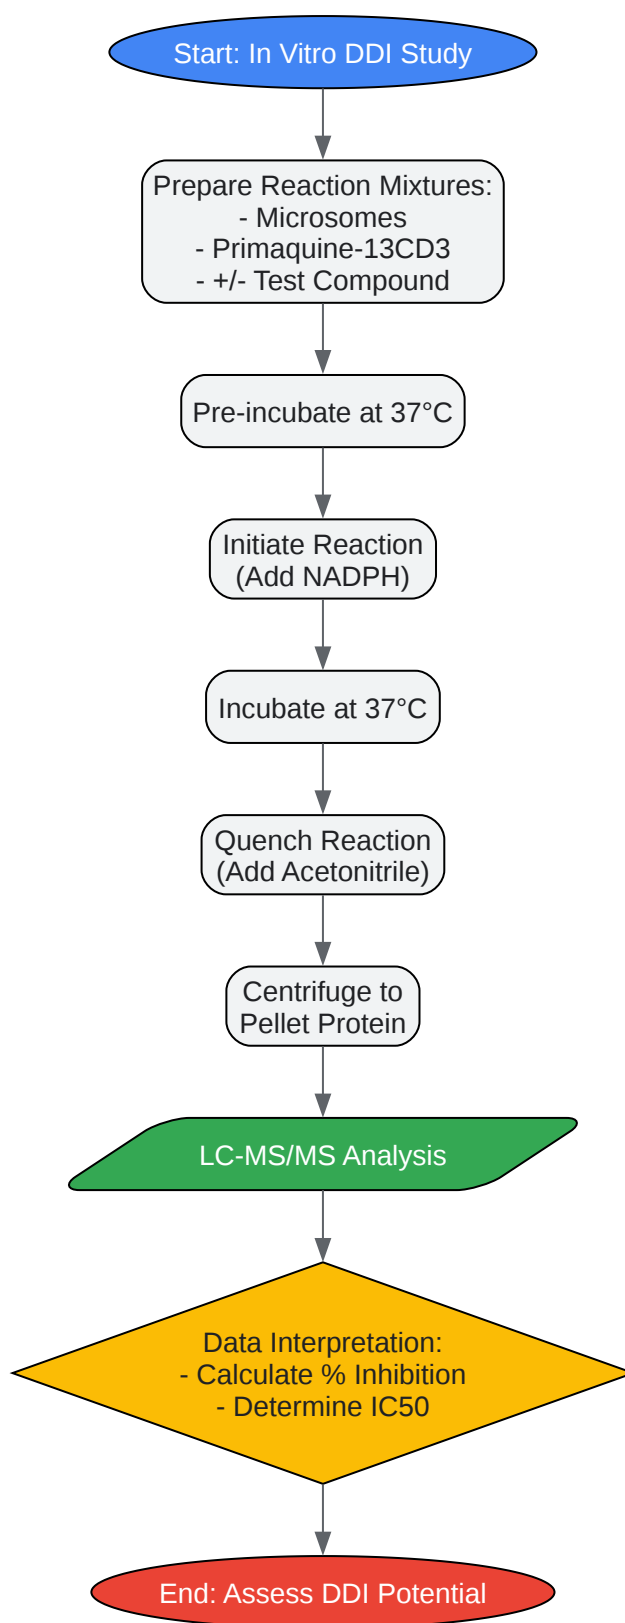 Start: In Vitro DDI Study
Prepare Reaction Mixtures:
- Microsomes
- Primaquine-13CD3
- +/- Test Compound
Pre-incubate at 37°C
Initiate Reaction
(Add NADPH)
Incubate at 37°C
Quench Reaction
(Add Acetonitrile)
Centrifuge to
Pellet Protein
LC-MS/MS Analysis
Data Interpretation:
- Calculate % Inhibition
- Determine IC50
End: Assess DDI Potential